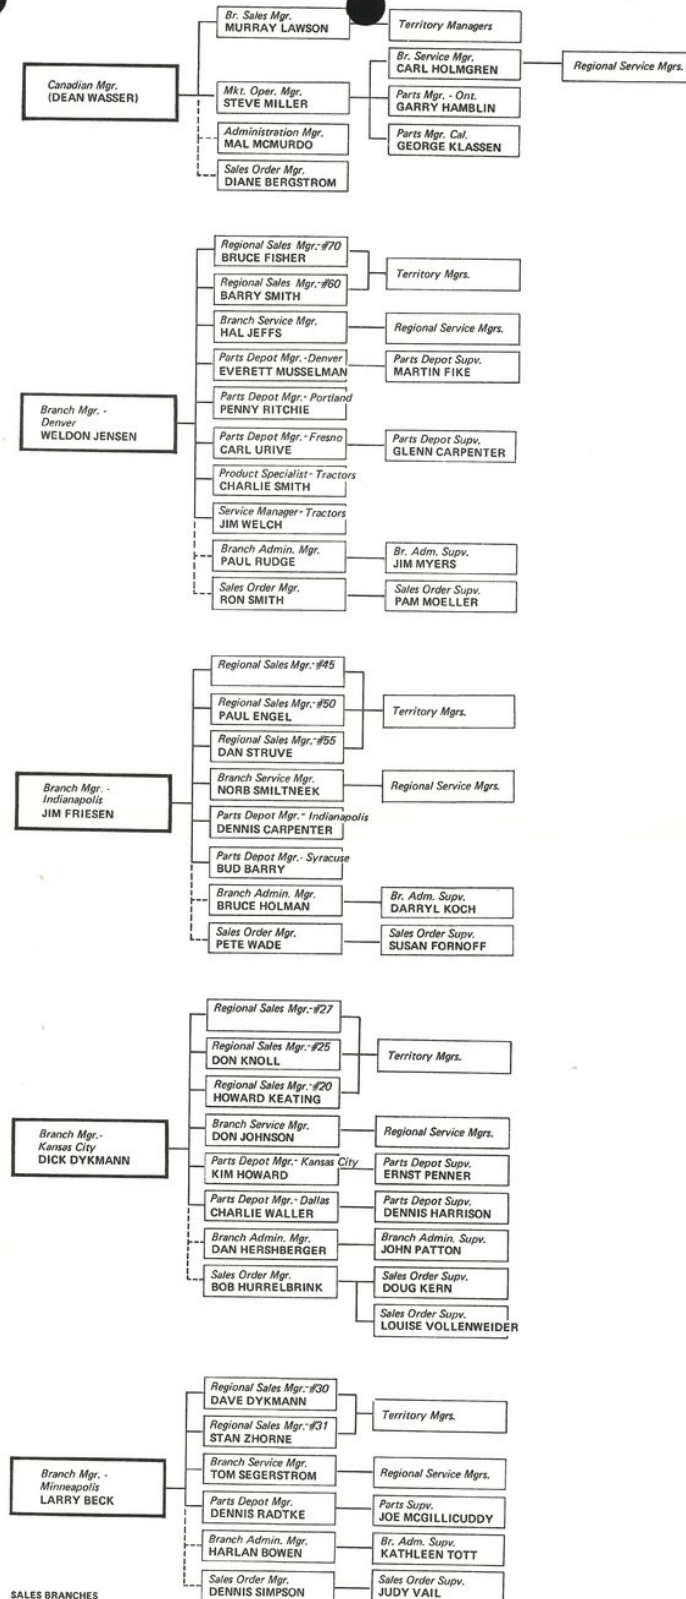 Br. Sales Mgr.
MURRAY LAWSON
Territory Managers
Canadian Mgr.
(DEAN WASSER)
Mkt. Oper. Mgr.
STEVE MILLER
Br. Service Mgr.
CARL HOLMGREN
Regional Service Mgrs.
Parts Mgr. - Ont.
GARRY HAMBLIN
Parts Mgr. Cal.
GEORGE KLASSEN
Administration Mgr.
MAL MCMURDO
Sales Order Mgr.
DIANE BERGSTROM
Branch Mgr. -
Denver
WELDON JENSEN
Regional Sales Mgr.-#70
BRUCE FISHER
Regional Sales Mgr.-#60
BARRY SMITH
Territory Mgrs.
Branch Service Mgr.
HAL JEFFS
Regional Service Mgrs.
Parts Depot Mgr.-Denver
EVERETT MUSSELMAN
Parts Depot Supv.
MARTIN FIKE
Parts Depot Mgr.- Portland
PENNY RITCHIE
Parts Depot Mgr.-Fresno
CARL URIVE
Parts Depot Supv.
GLENN CARPENTER
Product Specialist- Tractors
CHARLIE SMITH
Service Manager- Tractors
JIM WELCH
Branch Admin. Mgr.
PAUL RUDGE
Br. Adm. Supv.
JIM MYERS
Sales Order Mgr.
RON SMITH
Sales Order Supv.
PAM MOELLER
Branch Mgr. -
Indianapolis
JIM FRIESEN
Regional Sales Mgr.-#45
Regional Sales Mgr.-#50
PAUL ENGEL
Regional Sales Mgr.-#55
DAN STRUVE
Territory Mgrs.
Branch Service Mgr.
NORB SMILTNEEK
Regional Service Mgrs.
Parts Depot Mgr.- Indianapolis
DENNIS CARPENTER
Parts Depot Mgr.- Syracuse
BUD BARRY
Branch Admin. Mgr.
BRUCE HOLMAN
Br. Adm. Supv.
DARRYL KOCH
Sales Order Mgr.
PETE WADE
Sales Order Supv.
SUSAN FORNOFF
Branch Mgr.-
Kansas City
DICK DYKMANN
Regional Sales Mgr.-#27
Regional Sales Mgr.-#25
DON KNOLL
Regional Sales Mgr.-#20
HOWARD KEATING
Territory Mgrs.
Branch Service Mgr.
DON JOHNSON
Regional Service Mgrs.
Parts Depot Mgr.- Kansas City
KIM HOWARD
Parts Depot Supv.
ERNST PENNER
Parts Depot Mgr.- Dallas
CHARLIE WALLER
Parts Depot Supv.
DENNIS HARRISON
Branch Admin. Mgr.
DAN HERSHBERGER
Branch Admin. Supv.
JOHN PATTON
Sales Order Mgr.
BOB HURRELBRINK
Sales Order Supv.
DOUG KERN
Sales Order Supv.
LOUISE VOLLENWEIDER
Branch Mgr. -
Minneapolis
LARRY BECK
Regional Sales Mgr.-#30
DAVE DYKMANN
Regional Sales Mgr.-#31
STAN ZHORNE
Territory Mgrs.
Branch Service Mgr.
TOM SEGERSTROM
Regional Service Mgrs.
Parts Depot Mgr.
DENNIS RADTKE
Parts Supv.
JOE MCGILLICUDDY
Branch Admin. Mgr.
HARLAN BOWEN
Br. Adm. Supv.
KATHLEEN TOTT
Sales Order Mgr.
DENNIS SIMPSON
Sales Order Supv.
JUDY VAIL
SALES BRANCHES